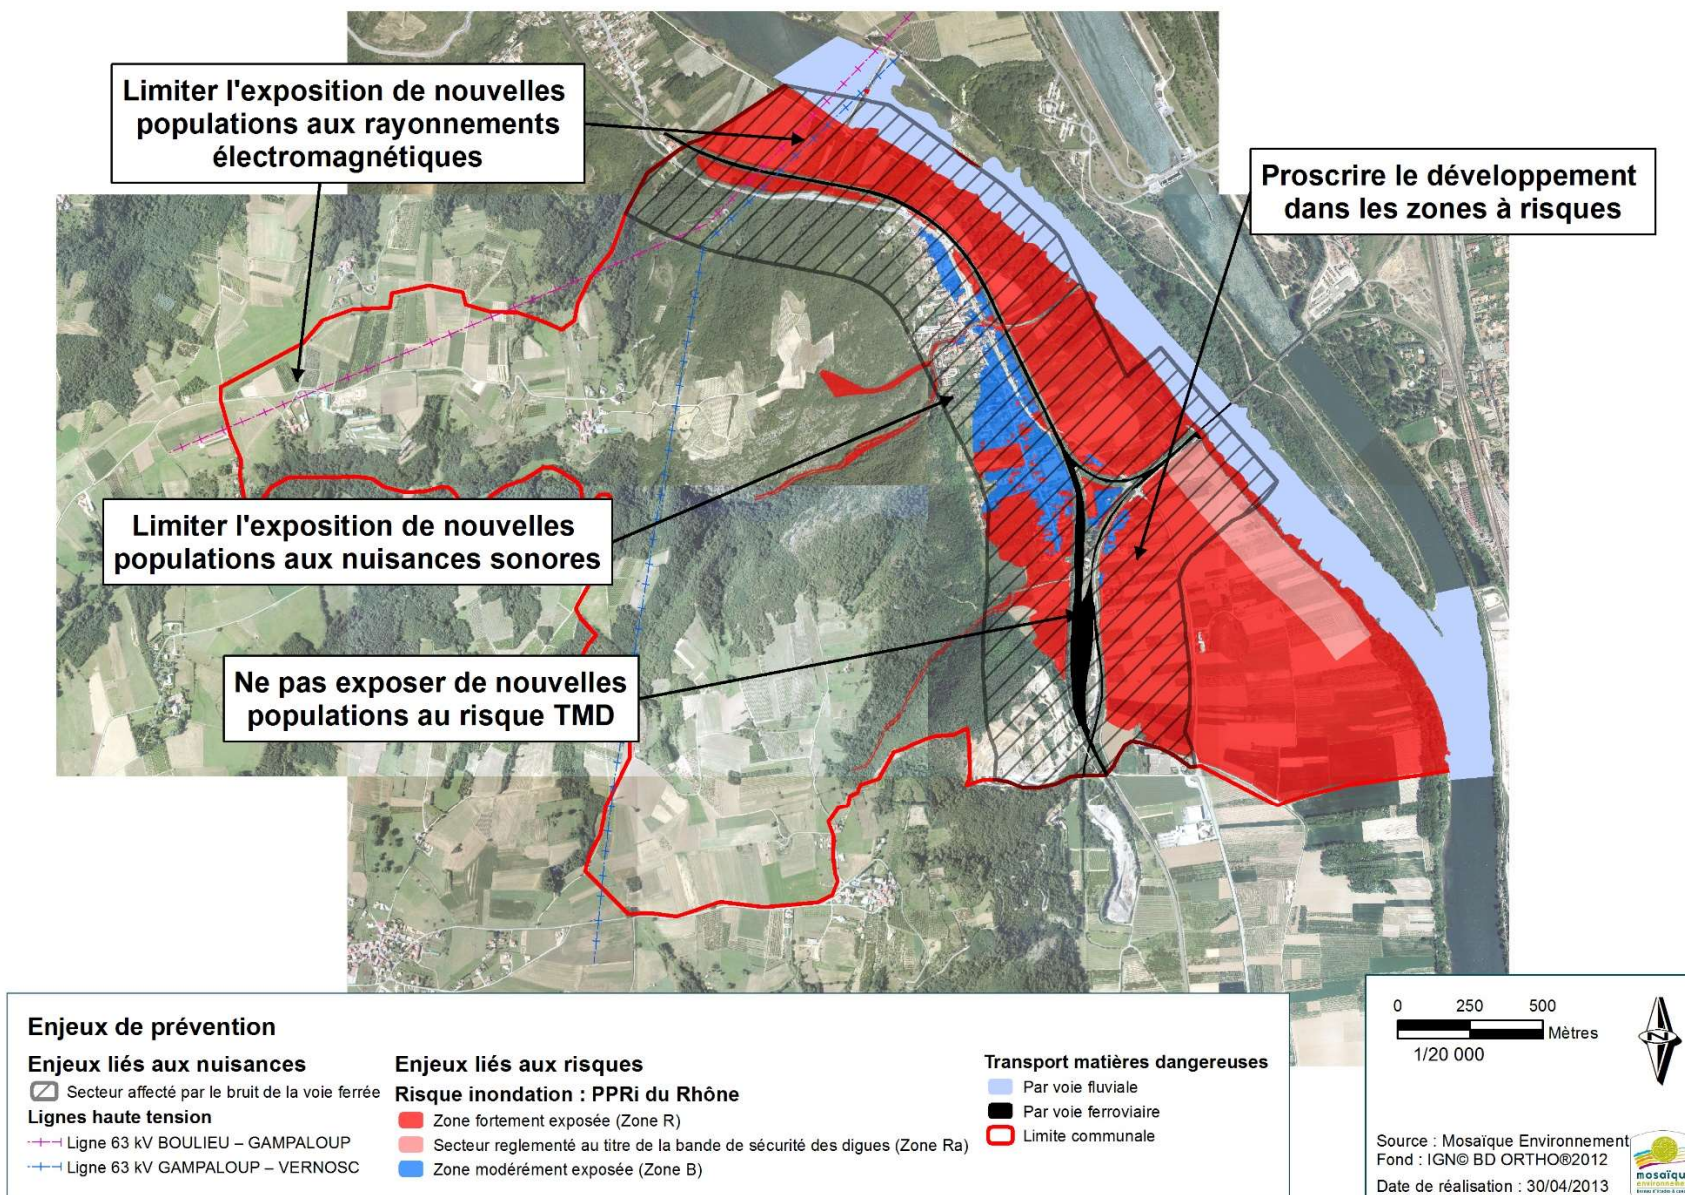 Limiter l'exposition de nouvelles
populations aux rayonnements
électromagnétiques
Proscrire le développement
dans les zones à risques
Limiter l'exposition de nouvelles
populations aux nuisances sonores
Ne pas exposer de nouvelles
populations au risque TMD
Enjeux de prévention
Enjeux liés aux nuisances
Secteur affecté par le bruit de la voie ferrée
Lignes haute tension
Ligne 63 kV BOULIEU – GAMPALOUP
Ligne 63 kV GAMPALOUP – VERNOSC
Enjeux liés aux risques
Risque inondation : PPRi du Rhône
Zone fortement exposée (Zone R)
Secteur reglementé au titre de la bande de sécurité des digues (Zone Ra)
Zone modérément exposée (Zone B)
Transport matières dangereuses
Par voie fluviale
Par voie ferroviaire
Limite communale
0 250 500
Mètres
1/20 000
N
Source : Mosaïque Environnement
Fond : IGN© BD ORTHO®2012
Date de réalisation : 30/04/2013
mosaïque
environnement